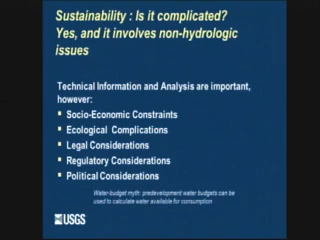 Sustainability : Is it complicated?
Yes, and it involves non-hydrologic
issues
Technical Information and Analysis are important,
however:
Socio-Economic Constraints
Ecological Complications
Legal Considerations
Regulatory Considerations
Political Considerations
Water-budget myth: predevelopment water budgets can be
used to calculate water available for consumption
USGS